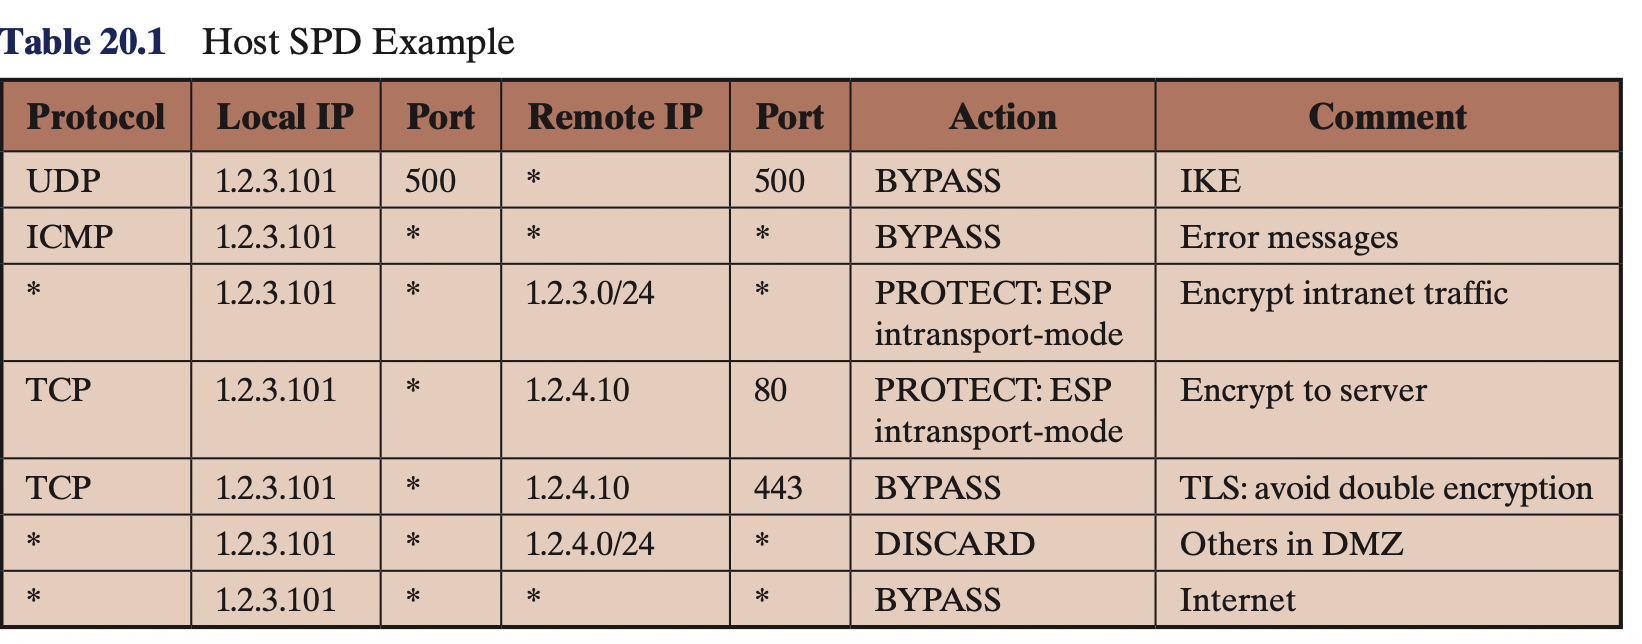 Table 20.1 Host SPD Example
Protocol Local IP Port Remote IP Port Action Comment
UDP 1.2.3.101 500 * 500 BYPASS IKE
ICMP 1.2.3.101 * * * BYPASS Error messages
* 1.2.3.101 * 1.2.3.0/24 * PROTECT: ESP Encrypt intranet traffic
intransport-mode
TCP 1.2.3.101 * 1.2.4.10 80 PROTECT: ESP Encrypt to server
intransport-mode
TCP 1.2.3.101 * 1.2.4.10 443 BYPASS TLS: avoid double encryption
* 1.2.3.101 * 1.2.4.0/24 * DISCARD Others in DMZ
* 1.2.3.101 * * * BYPASS Internet